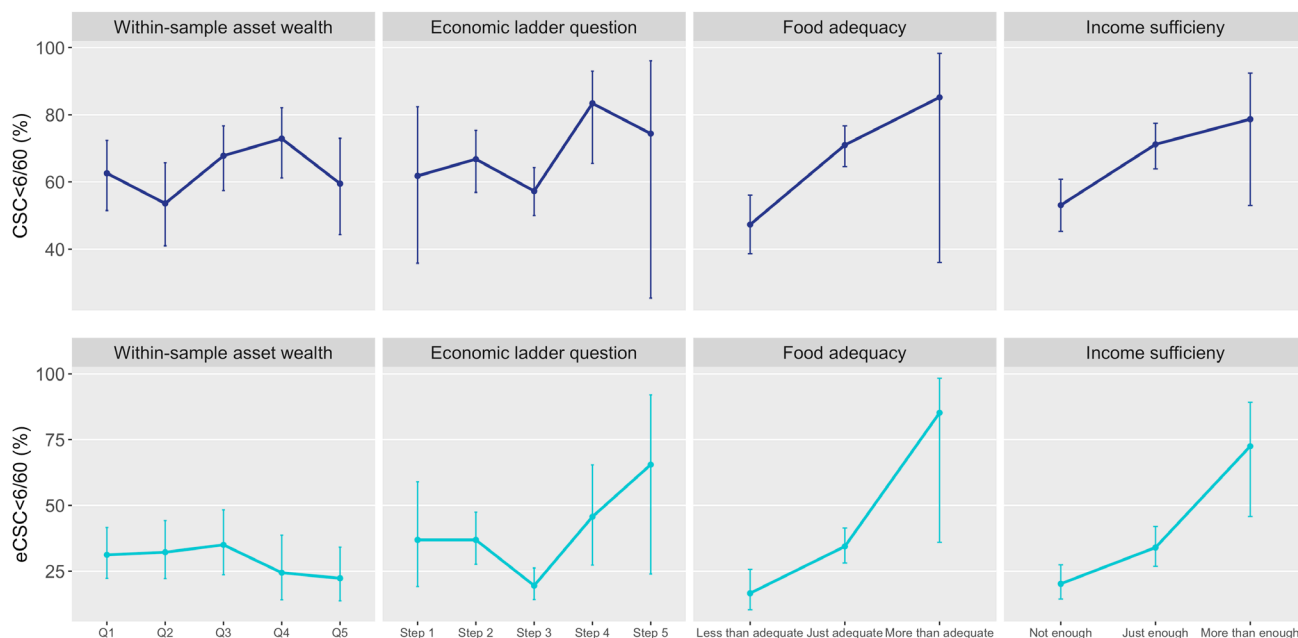 Within-sample asset wealth Economic ladder question Food adequacy Income sufficieny
100
80
60
40
CSC<6/60 (%)
Within-sample asset wealth Economic ladder question Food adequacy Income sufficieny
100
75
50
25
eCSC<6/60 (%)
Q1 Q2 Q3 Q4 Q5 Step 1 Step 2 Step 3 Step 4 Step 5 Less than adequate Just adequate More than adequate Not enough Just enough More than enough